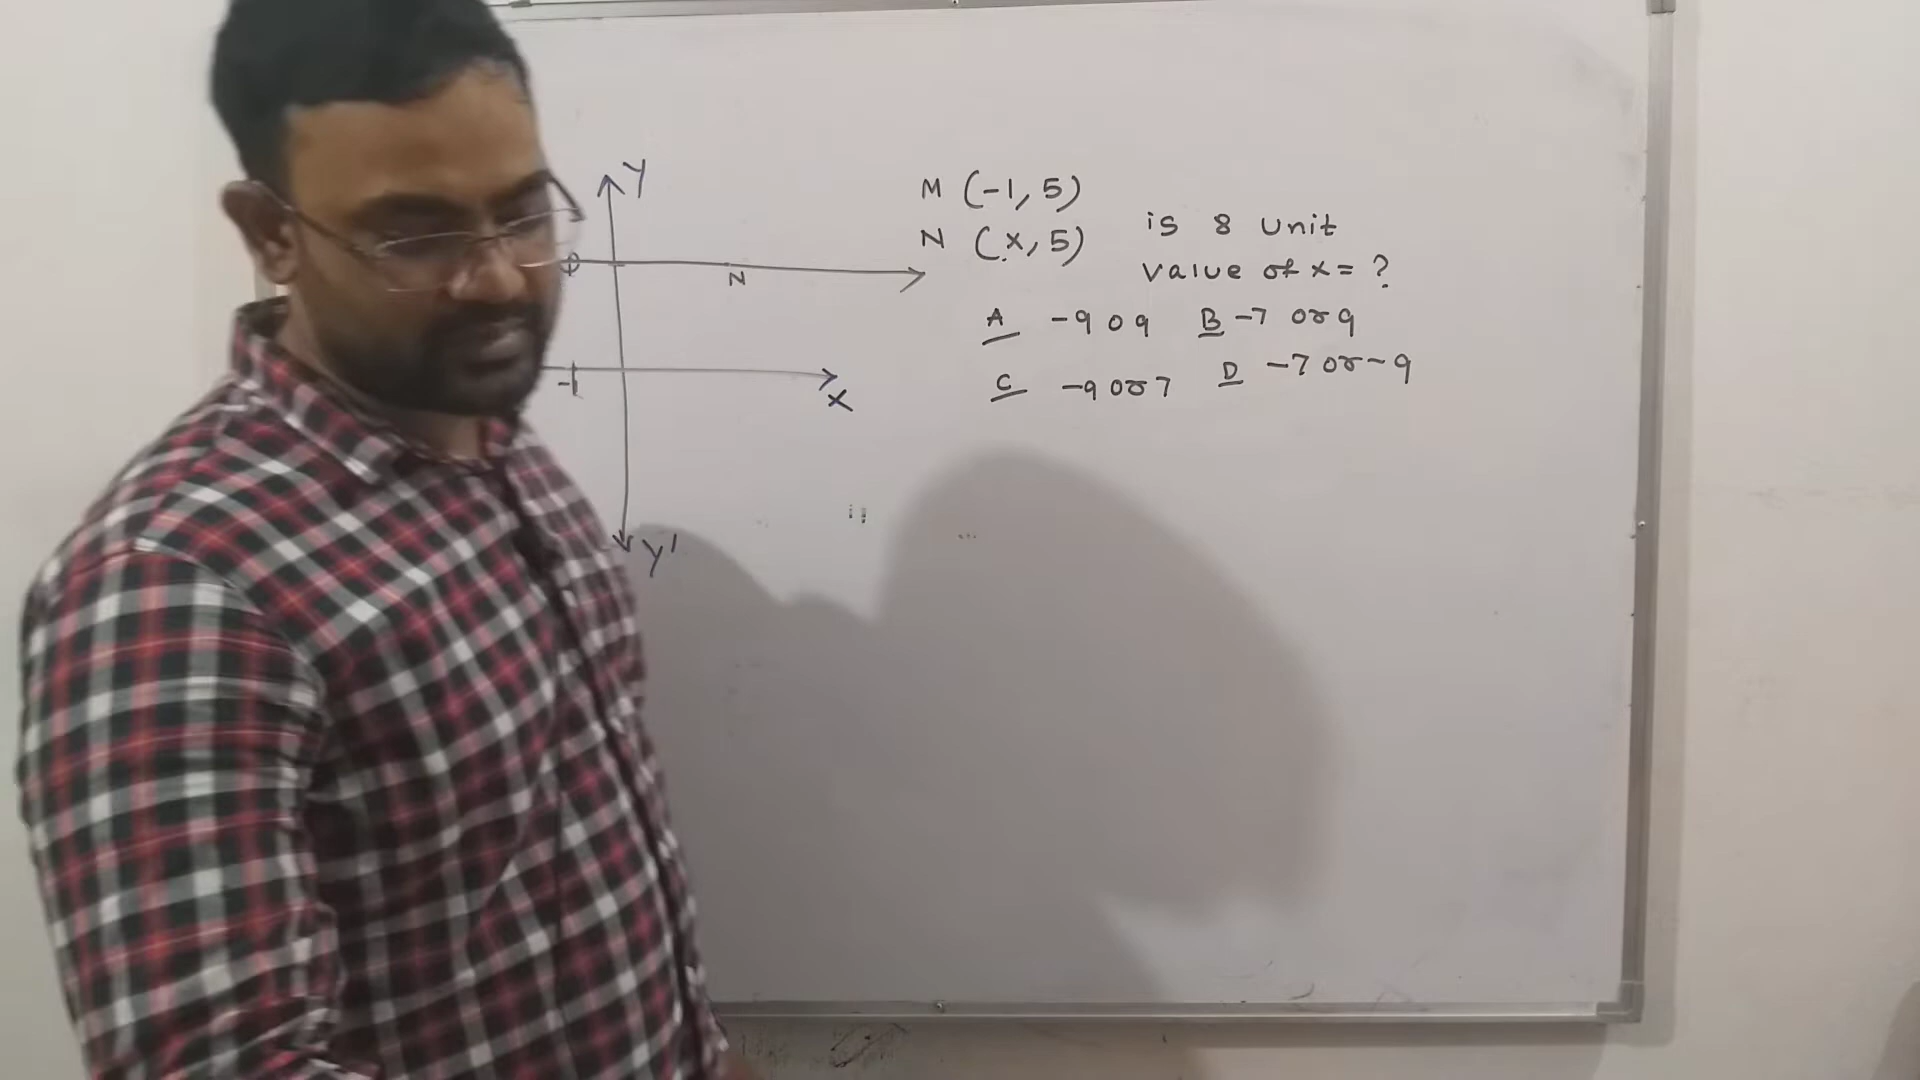 Y
M (-1, 5)
N (x, 5)
is 8 unit
value of x = ?
N
A -9 0 9 B -7 or 9
C -9 or 7 D -7 or -9
-1
X
Y'